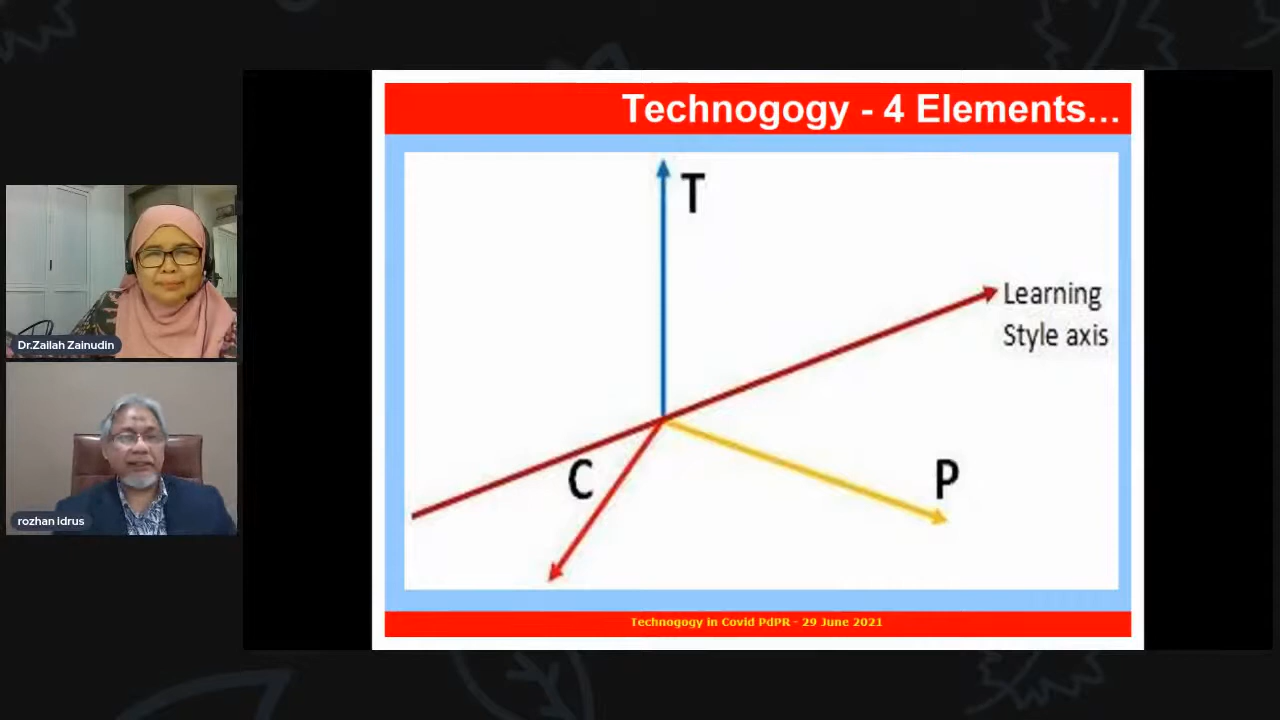 Technogogy - 4 Elements...
T
Learning
Style axis
C
P
Technogogy in Covid PdPR - 29 June 2021
Dr.Zailah Zainudin
rozhan Idrus